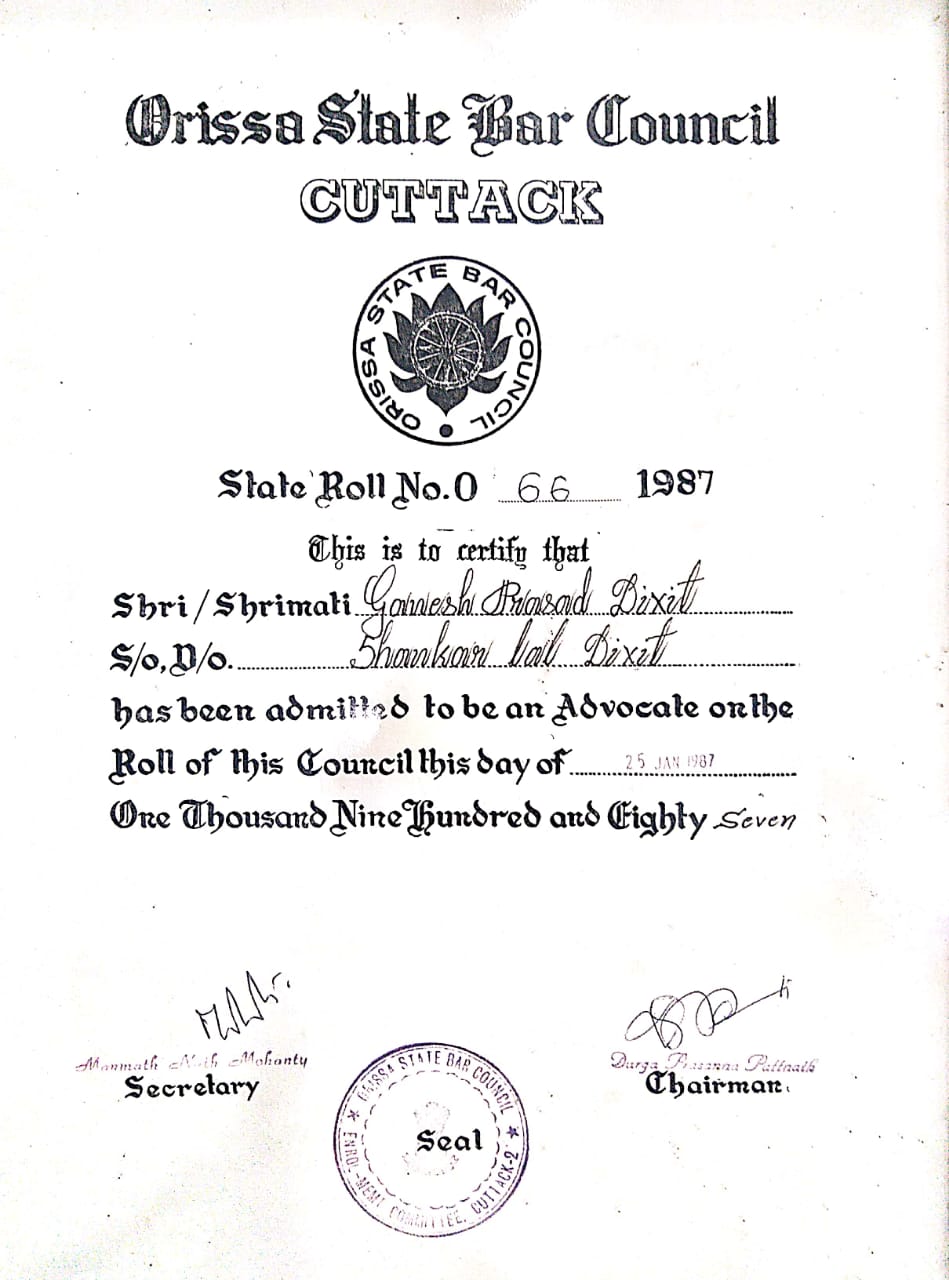 Orissa State Bar Council
CUTTACK
ORISSA STATE BAR COUNCIL
State Roll No. O 66 1987
This is to certify that
Shri / Shrimati Ganesh Prasad Dixit
S/o, D/o. Shankar lal Dixit
has been admitted to be an Advocate on the
Roll of this Council this day of 25 JAN 1987
One Thousand Nine Hundred and Eighty Seven
Manmath Nath Mohanty
Secretary
Durga Prasanna Pattnaik
Chairman.
ORISSA STATE BAR COUNCIL
ENROLMENT COMMITTEE, CUTTACK-2
Seal